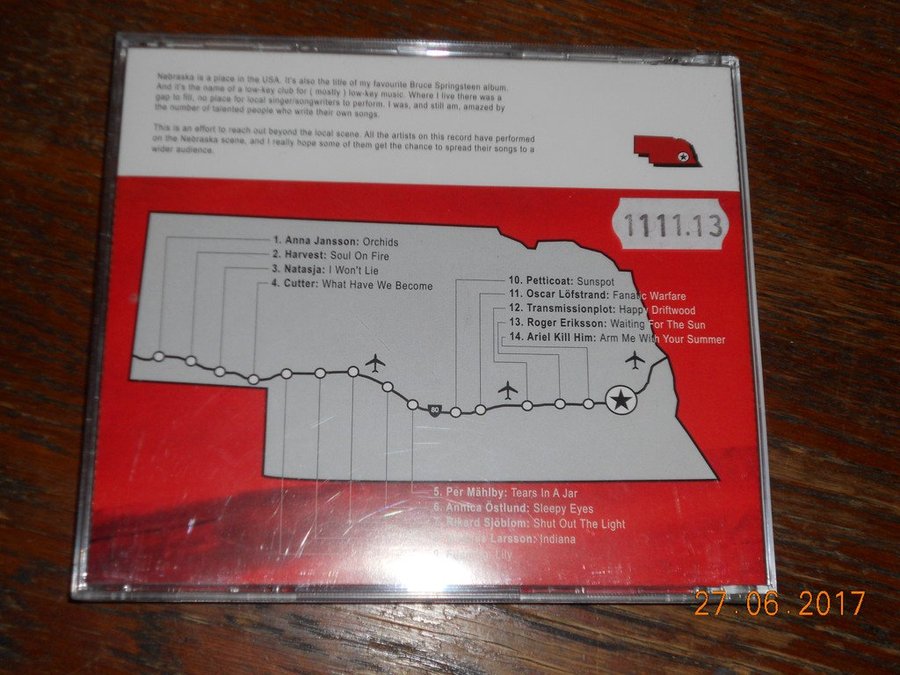 Nebraska is a place in the USA. It's also the title of my favourite Bruce Springsteen album.
And it's the name of a low-key club for ( mostly ) low-key music. Where I live there was a
gap to fill, no place for local singer/songwriters to perform. I was, and still am, amazed by
the number of talented people who write their own songs.
This is an effort to reach out beyond the local scene. All the artists on this record have performed
on the Nebraska scene, and I really hope some of them get the chance to spread their songs to a
wider audience.
1111.13
1. Anna Jansson: Orchids
2. Harvest: Soul On Fire
3. Natasja: I Won't Lie
4. Cutter: What Have We Become
10. Petticoat: Sunspot
11. Oscar Löfstrand: Fanatic Warfare
12. Transmissionplot: Happy Driftwood
13. Roger Eriksson: Waiting For The Sun
14. Ariel Kill Him: Arm Me With Your Summer
80
5. Per Mählby: Tears In A Jar
6. Annica Östlund: Sleepy Eyes
7. Rikard Sjöblom: Shut Out The Light
Larsson: Indiana
Lily
27.06.2017